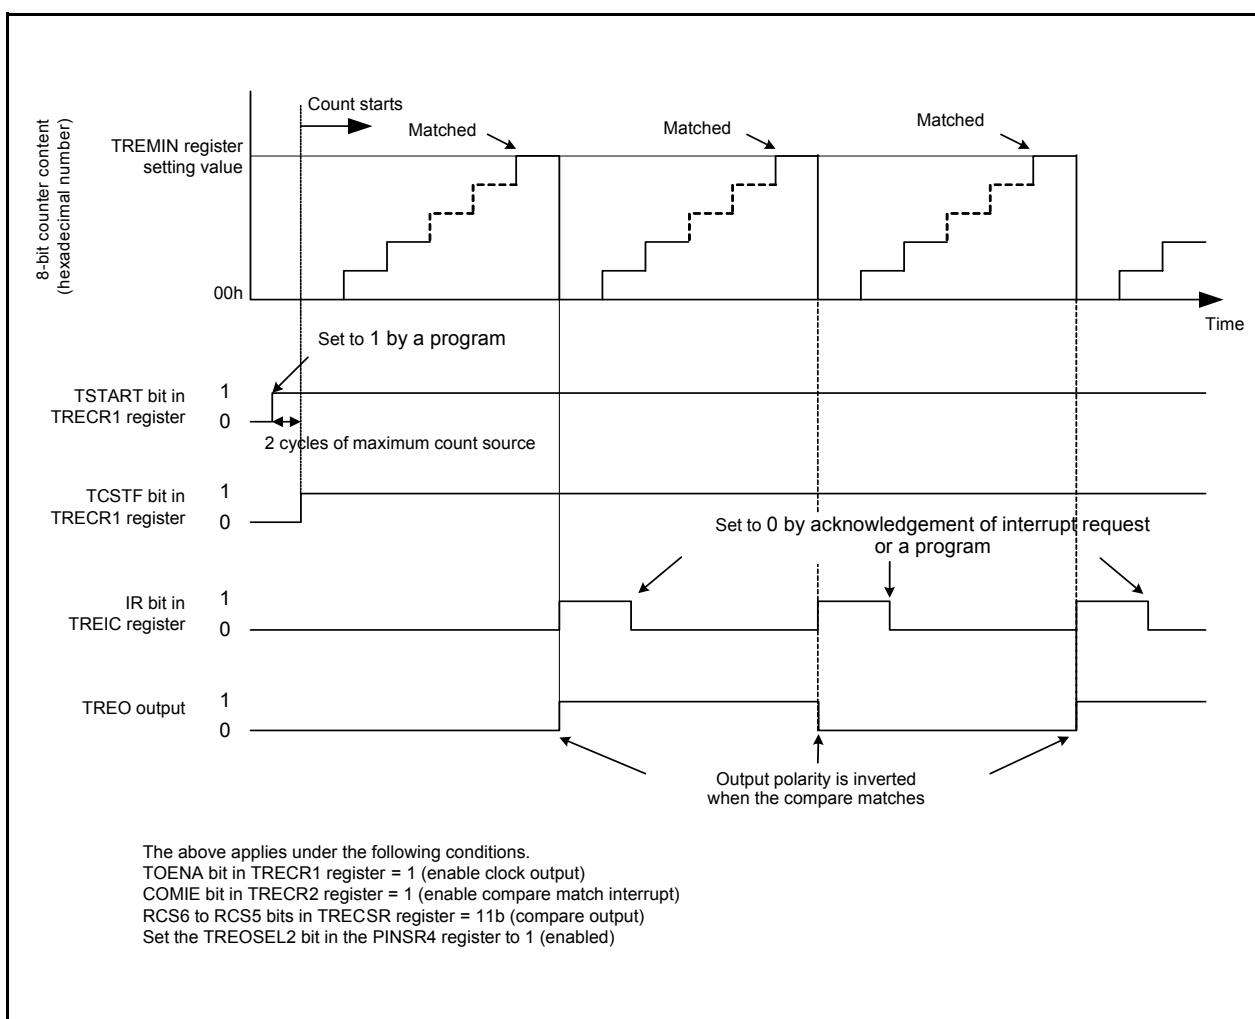 8-bit counter content
(hexadecimal number)
Count starts
Matched
Matched
Matched
TREMIN register
setting value
00h
Time
Set to 1 by a program
TSTART bit in
TRECR1 register
1
0
2 cycles of maximum count source
TCSTF bit in
TRECR1 register
1
0
Set to 0 by acknowledgement of interrupt request
or a program
IR bit in
TREIC register
1
0
TREO output
1
0
Output polarity is inverted
when the compare matches
The above applies under the following conditions.
TOENA bit in TRECR1 register = 1 (enable clock output)
COMIE bit in TRECR2 register = 1 (enable compare match interrupt)
RCS6 to RCS5 bits in TRECSR register = 11b (compare output)
Set the TREOSEL2 bit in the PINSR4 register to 1 (enabled)